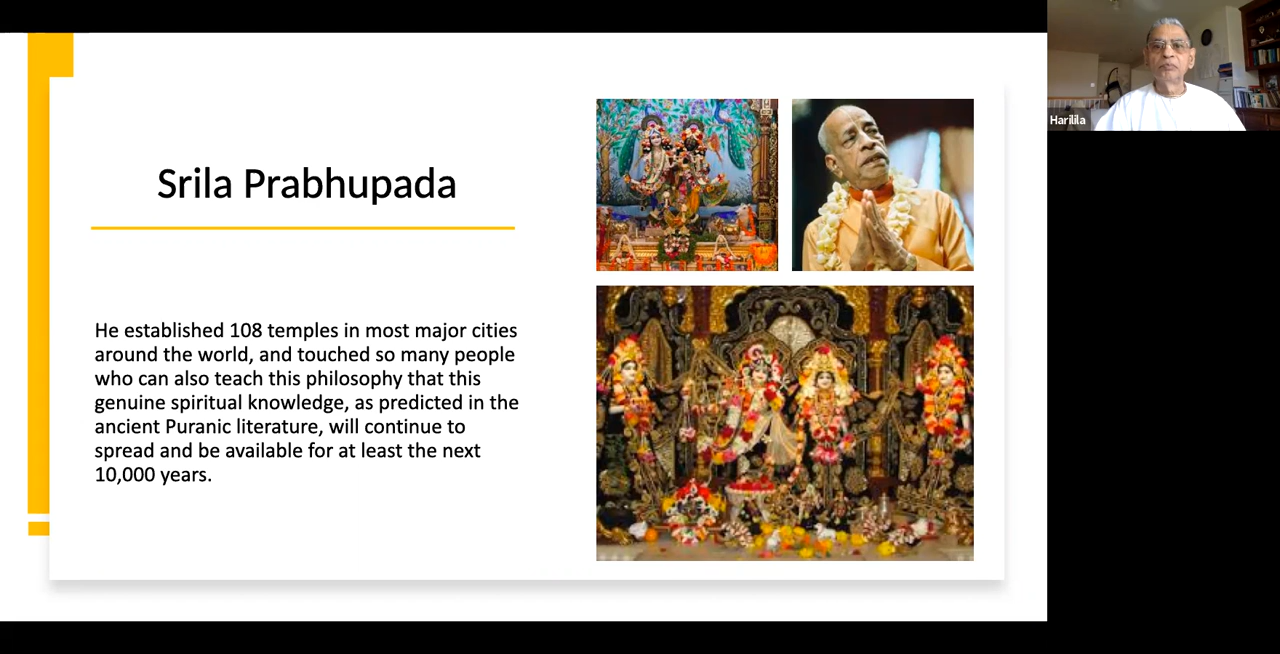 Srila Prabhupada
He established 108 temples in most major cities
around the world, and touched so many people
who can also teach this philosophy that this
genuine spiritual knowledge, as predicted in the
ancient Puranic literature, will continue to
spread and be available for at least the next
10,000 years.
Harilila